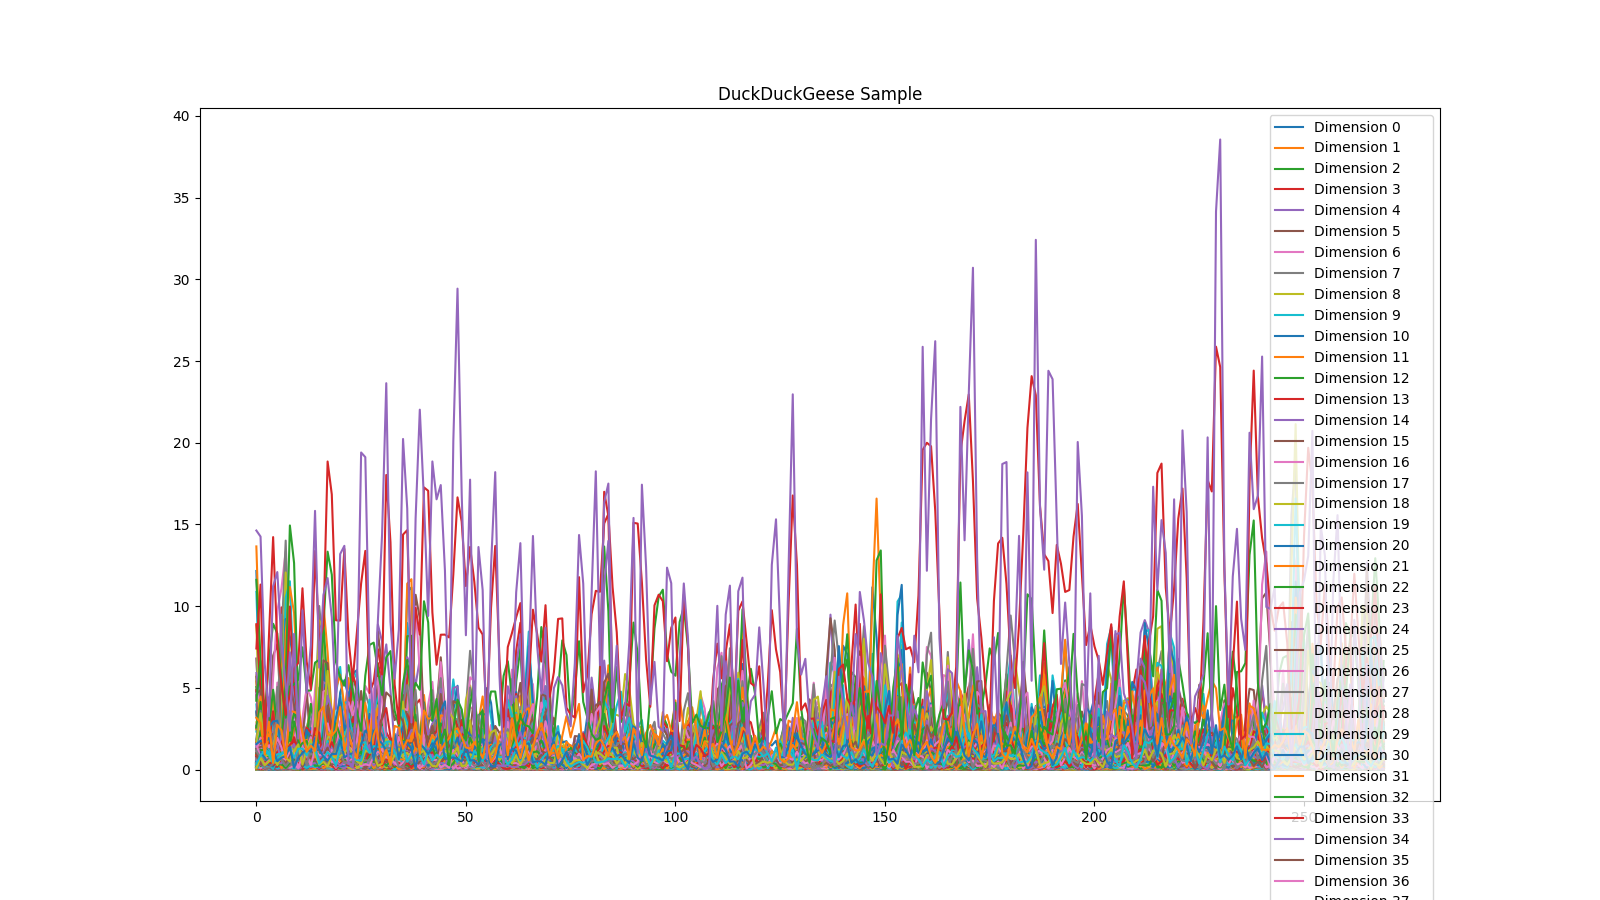 DuckDuckGeese Sample
40
35
30
25
20
15
10
5
0
0
50
100
150
200
250
Dimension 0
Dimension 1
Dimension 2
Dimension 3
Dimension 4
Dimension 5
Dimension 6
Dimension 7
Dimension 8
Dimension 9
Dimension 10
Dimension 11
Dimension 12
Dimension 13
Dimension 14
Dimension 15
Dimension 16
Dimension 17
Dimension 18
Dimension 19
Dimension 20
Dimension 21
Dimension 22
Dimension 23
Dimension 24
Dimension 25
Dimension 26
Dimension 27
Dimension 28
Dimension 29
Dimension 30
Dimension 31
Dimension 32
Dimension 33
Dimension 34
Dimension 35
Dimension 36
Dimension 37